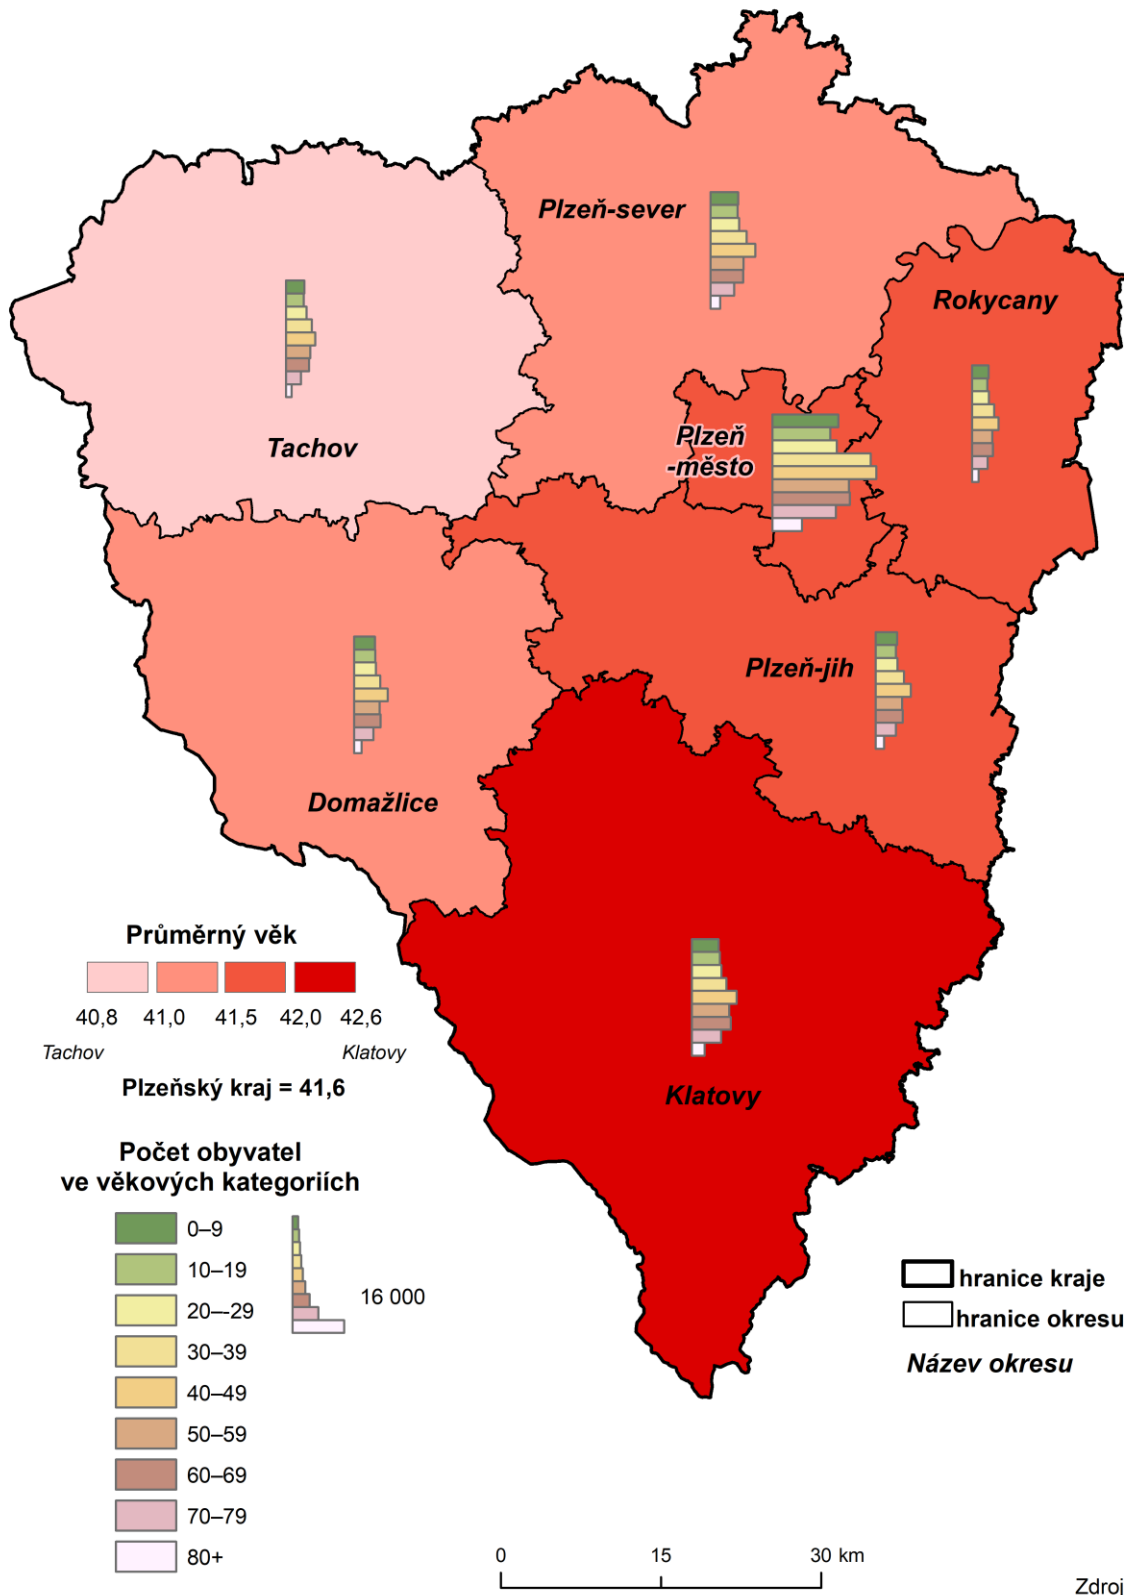 Plzeň-sever
Rokycany
Tachov
Plzeň
-město
Plzeň-jih
Domažlice
Klatovy
Průměrný věk
40,8 41,0 41,5 42,0 42,6
Tachov Klatovy
Plzeňský kraj = 41,6
Počet obyvatel
ve věkových kategoriích
0–9
10–19
20–29
30–39
40–49
50–59
60–69
70–79
80+
16 000
hranice kraje
hranice okresu
Název okresu
0 15 30 km
Zdroj